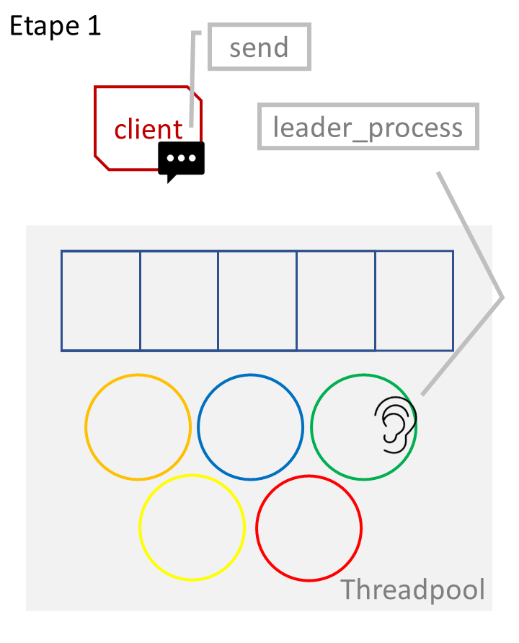 Etape 1
send
client
leader_process
Threadpool